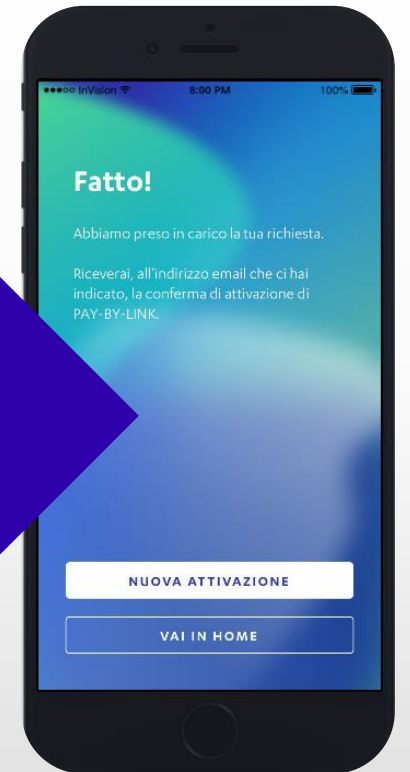 InVision 8:00 PM 100%
Fatto!
Abbiamo preso in carico la tua richiesta.
Riceverai, all'indirizzo email che ci hai
indicato, la conferma di attivazione di
PAY-BY-LINK.
NUOVA ATTIVAZIONE
VAI IN HOME